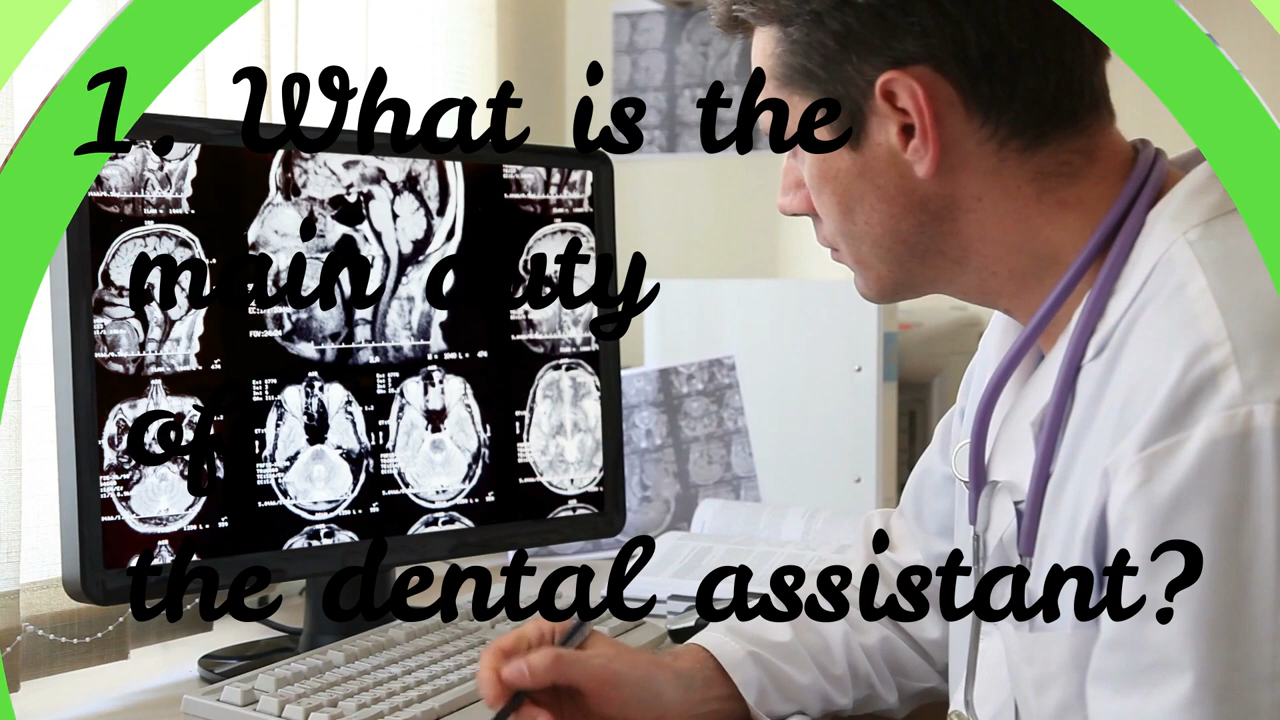 1. What is the
main duty
of
the dental assistant?